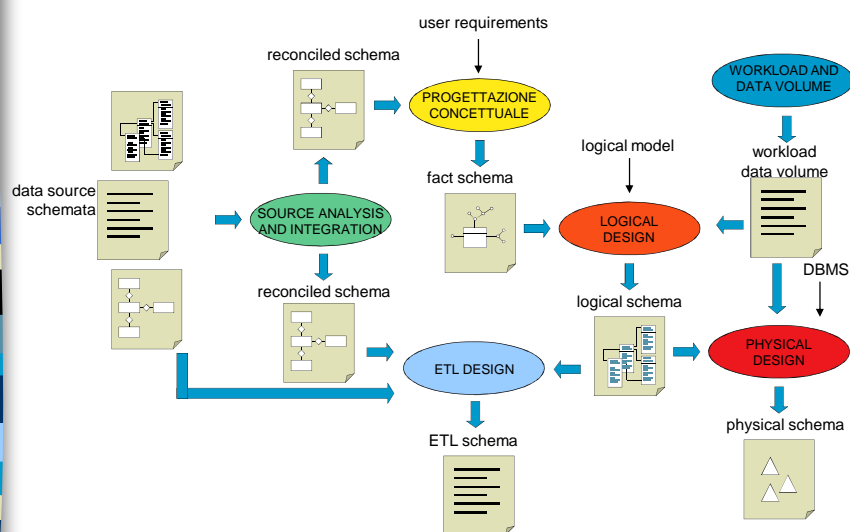 user requirements
reconciled schema
PROGETTAZIONE
CONCETTUALE
WORKLOAD AND
DATA VOLUME
logical model
workload
data volume
data source
schemata
fact schema
SOURCE ANALYSIS
AND INTEGRATION
LOGICAL
DESIGN
DBMS
reconciled schema
logical schema
ETL DESIGN
PHYSICAL
DESIGN
ETL schema
physical schema